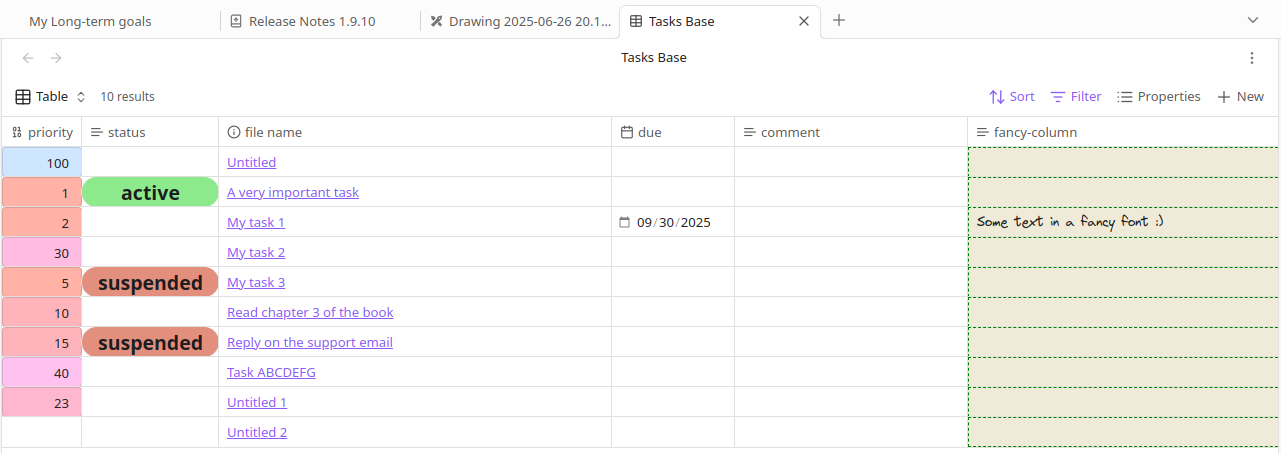 My Long-term goals Release Notes 1.9.10 Drawing 2025-06-26 20.1... Tasks Base
Tasks Base
Table 10 results Sort Filter Properties New
priority status file name due comment fancy-column
100 Untitled
1 active A very important task
2 My task 1 09/30/2025 Some text in a fancy font :)
30 My task 2
5 suspended My task 3
10 Read chapter 3 of the book
15 suspended Reply on the support email
40 Task ABCDEFG
23 Untitled 1
Untitled 2